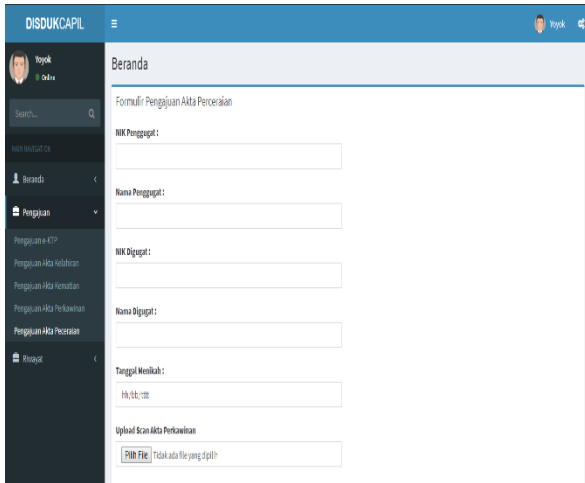 DISDUKCAPIL
Yoyok
Yoyok
Online
Search...
MAIN NAVIGATION
Beranda
Pengajuan
Pengajuan e-KTP
Pengajuan Akta Kelahiran
Pengajuan Akta Kematian
Pengajuan Akta Perkawinan
Pengajuan Akta Peceraian
Riwayat
Beranda
Formulir Pengajuan Akta Perceraian
NIK Penggugat :
Nama Penggugat :
NIK Digugat :
Nama Digugat :
Tanggal Menikah :
hh/bb/tttt
Upload Scan Akta Perkawinan
Pilih File Tidak ada file yang dipilih